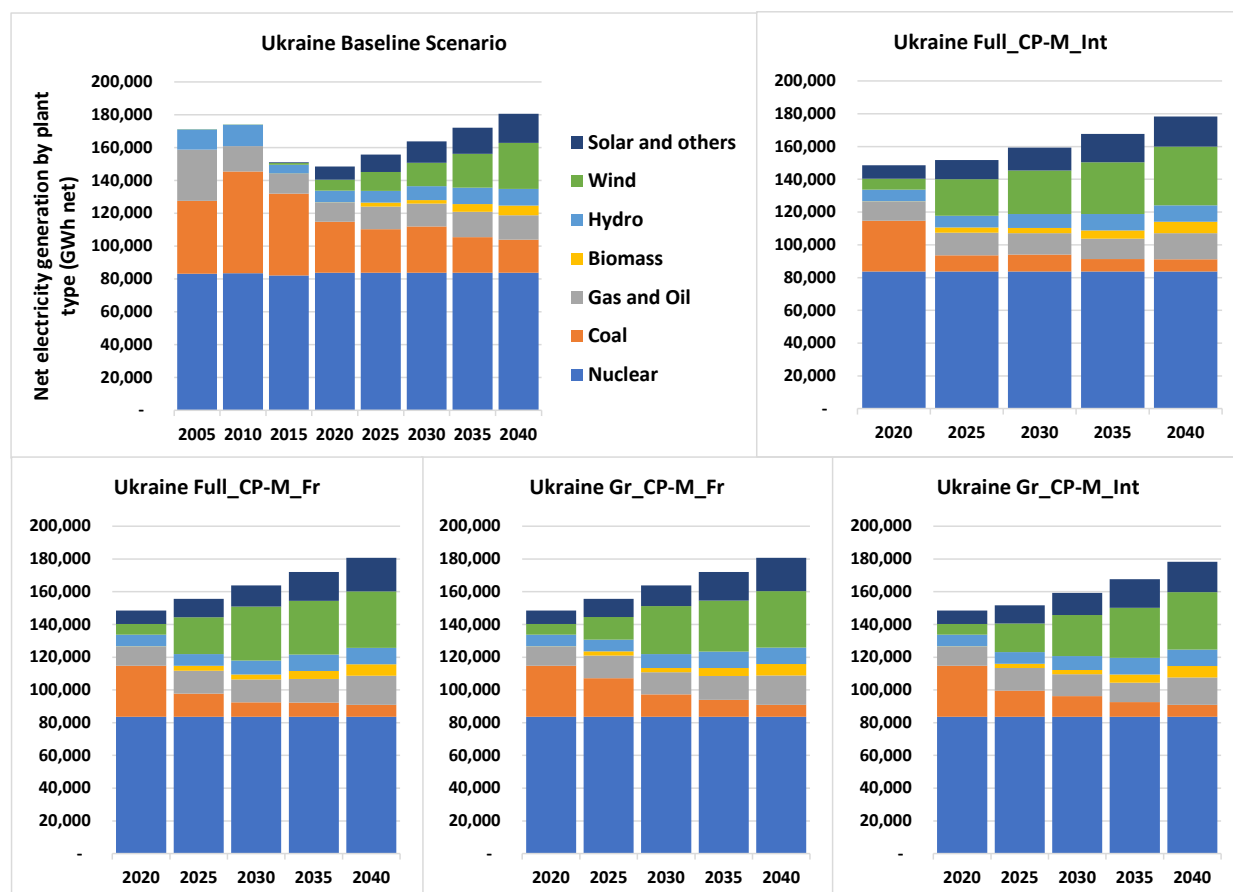 Ukraine Baseline Scenario
Net electricity generation by plant
type (GWh net)
200,000
180,000
160,000
140,000
120,000
100,000
80,000
60,000
40,000
20,000
-
2005 2010 2015 2020 2025 2030 2035 2040
Solar and others
Wind
Hydro
Biomass
Gas and Oil
Coal
Nuclear
Ukraine Full_CP-M_Int
200,000
180,000
160,000
140,000
120,000
100,000
80,000
60,000
40,000
20,000
-
2020 2025 2030 2035 2040
Ukraine Full_CP-M_Fr
200,000
180,000
160,000
140,000
120,000
100,000
80,000
60,000
40,000
20,000
-
2020 2025 2030 2035 2040
Ukraine Gr_CP-M_Fr
200,000
180,000
160,000
140,000
120,000
100,000
80,000
60,000
40,000
20,000
-
2020 2025 2030 2035 2040
Ukraine Gr_CP-M_Int
200,000
180,000
160,000
140,000
120,000
100,000
80,000
60,000
40,000
20,000
-
2020 2025 2030 2035 2040